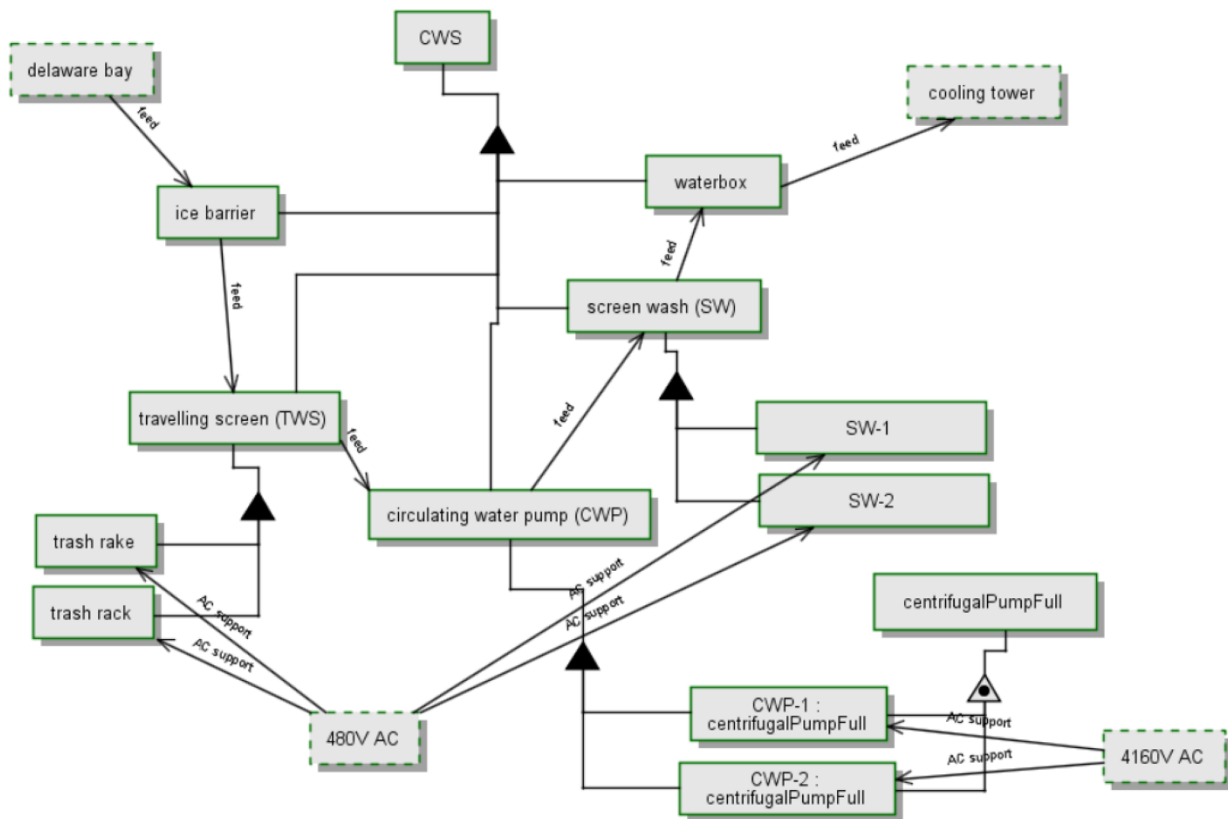 CWS
delaware bay
cooling tower
feed
feed
waterbox
ice barrier
feed
feed
screen wash (SW)
travelling screen (TWS)
feed
feed
SW-1
circulating water pump (CWP)
SW-2
trash rake
AC support
AC support
trash rack
AC support
AC support
centrifugalPumpFull
CWP-1 :
centrifugalPumpFull
AC support
480V AC
AC support
4160V AC
CWP-2 :
centrifugalPumpFull